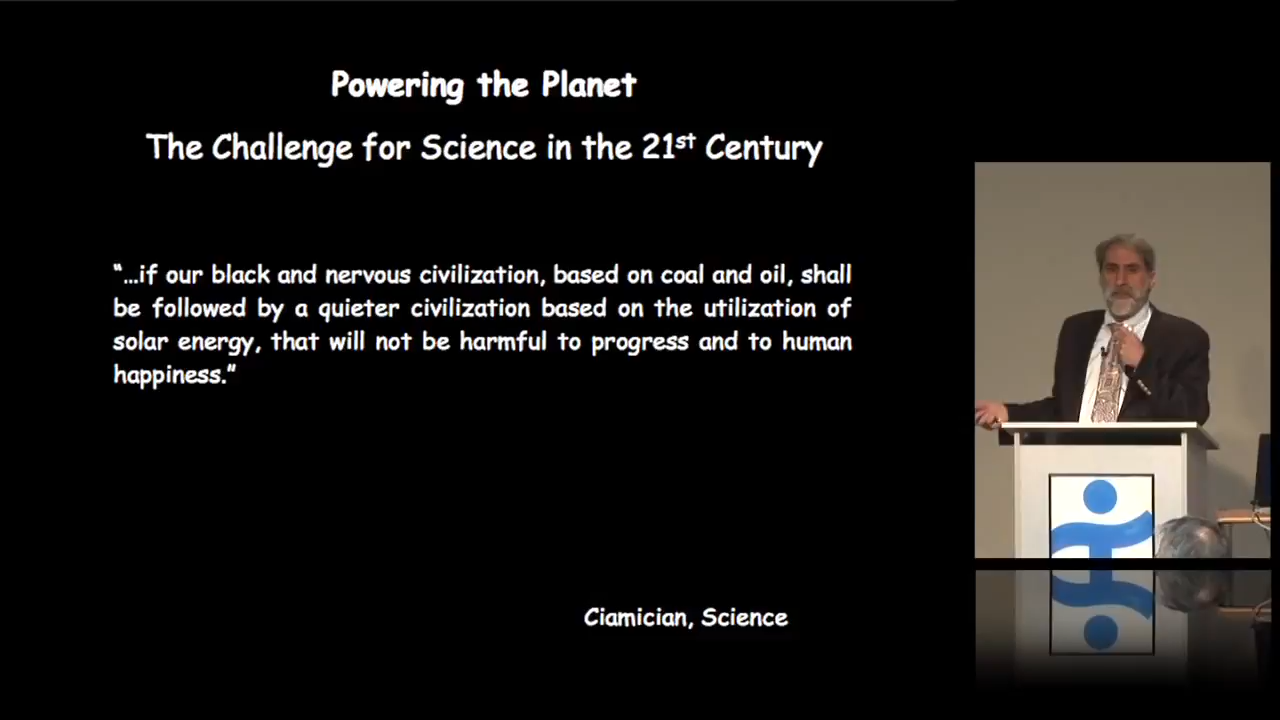 Powering the Planet
The Challenge for Science in the 21st Century
“…if our black and nervous civilization, based on coal and oil, shall
be followed by a quieter civilization based on the utilization of
solar energy, that will not be harmful to progress and to human
happiness.”
Ciamician, Science